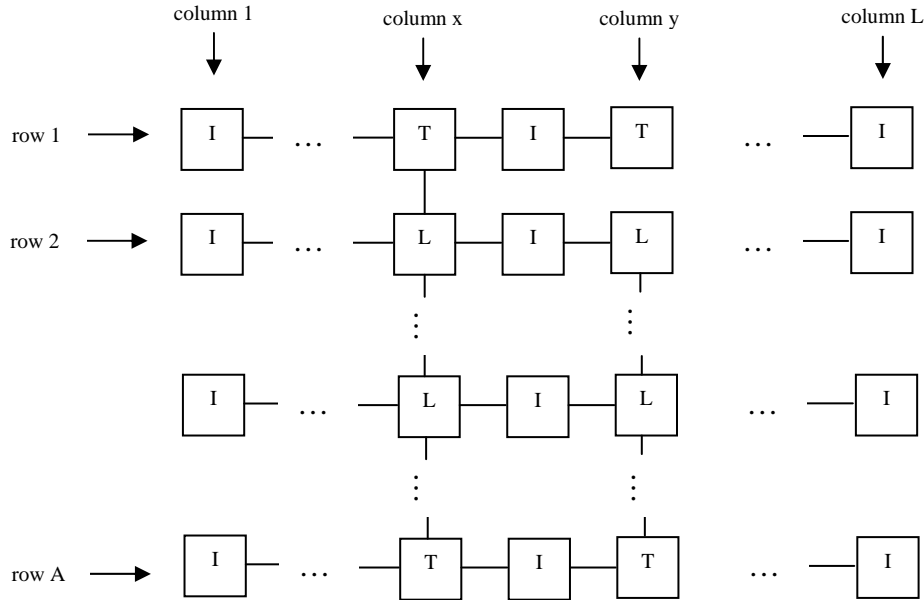 column 1 column x column y column L
row 1 I … T I T … I
row 2 I … L I L … I
⋮ ⋮
I … L I L … I
⋮ ⋮
row A I … T I T … I